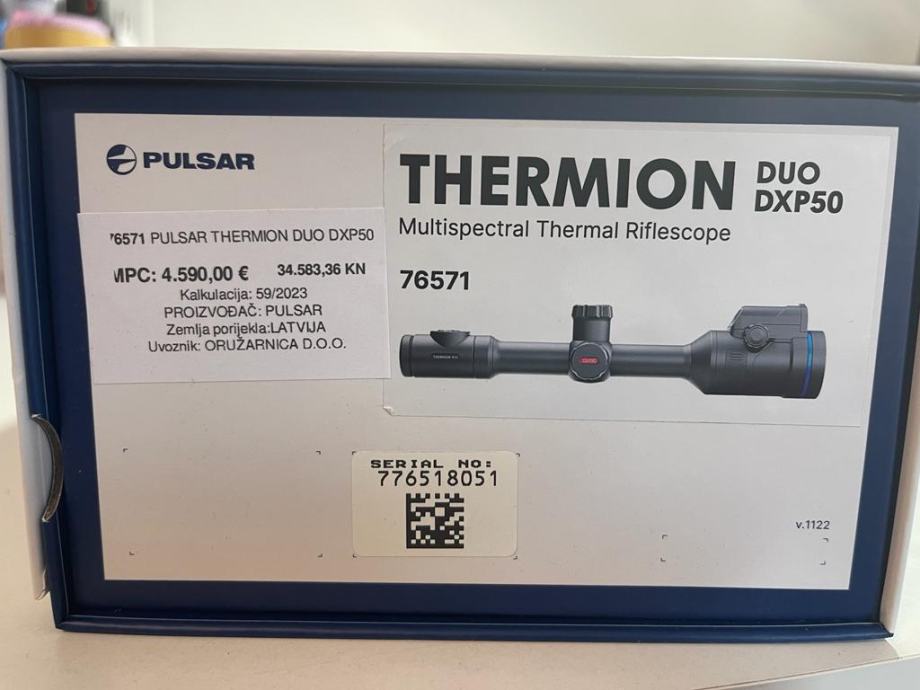 PULSAR
THERMION DUO
DXP50
Multispectral Thermal Riflescope
76571
76571 PULSAR THERMION DUO DXP50
MPC: 4.590,00 € 34.583,36 KN
Kalkulacija: 59/2023
PROIZVOĐAČ: PULSAR
Zemlja porijekla:LATVIJA
Uvoznik: ORUŽARNICA D.O.O.
SERIAL NO:
776518051
v.1122